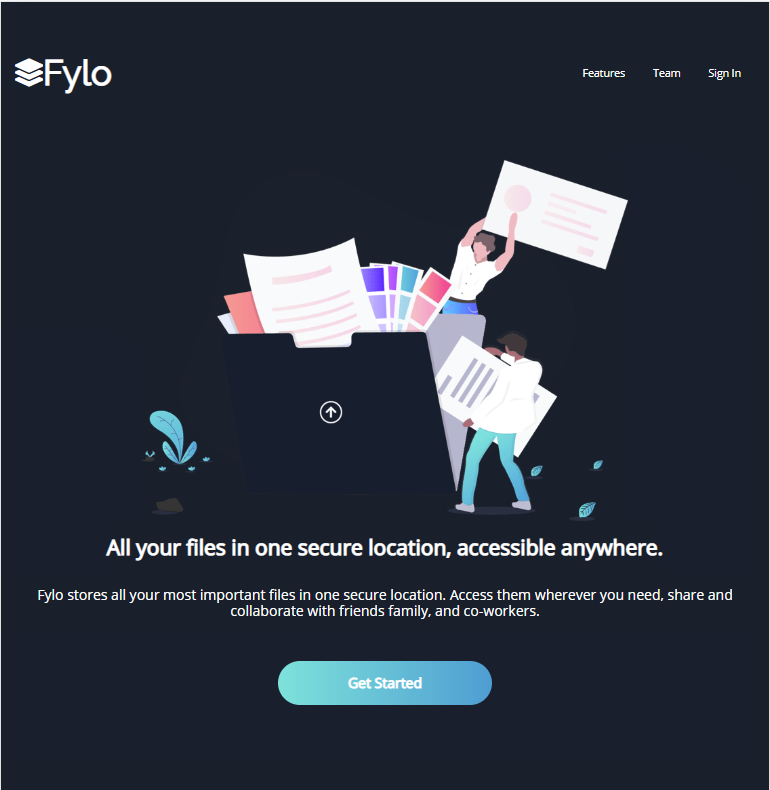 Fylo
Features
Team
Sign In
All your files in one secure location, accessible anywhere.
Fylo stores all your most important files in one secure location. Access them wherever you need, share and
collaborate with friends family, and co-workers.
Get Started